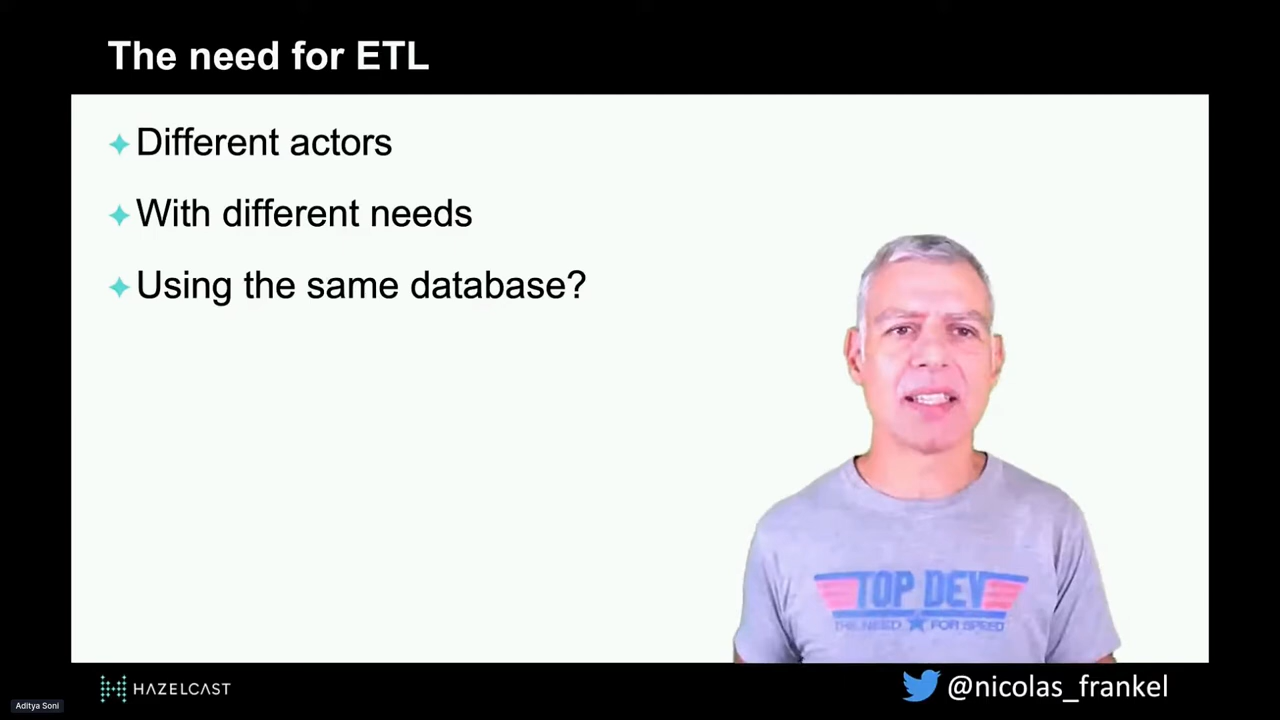 The need for ETL
Different actors
With different needs
Using the same database?
TOP DEV
THE NEED FOR SPEED
HAZELCAST
@nicolas_frankel
Aditya Soni